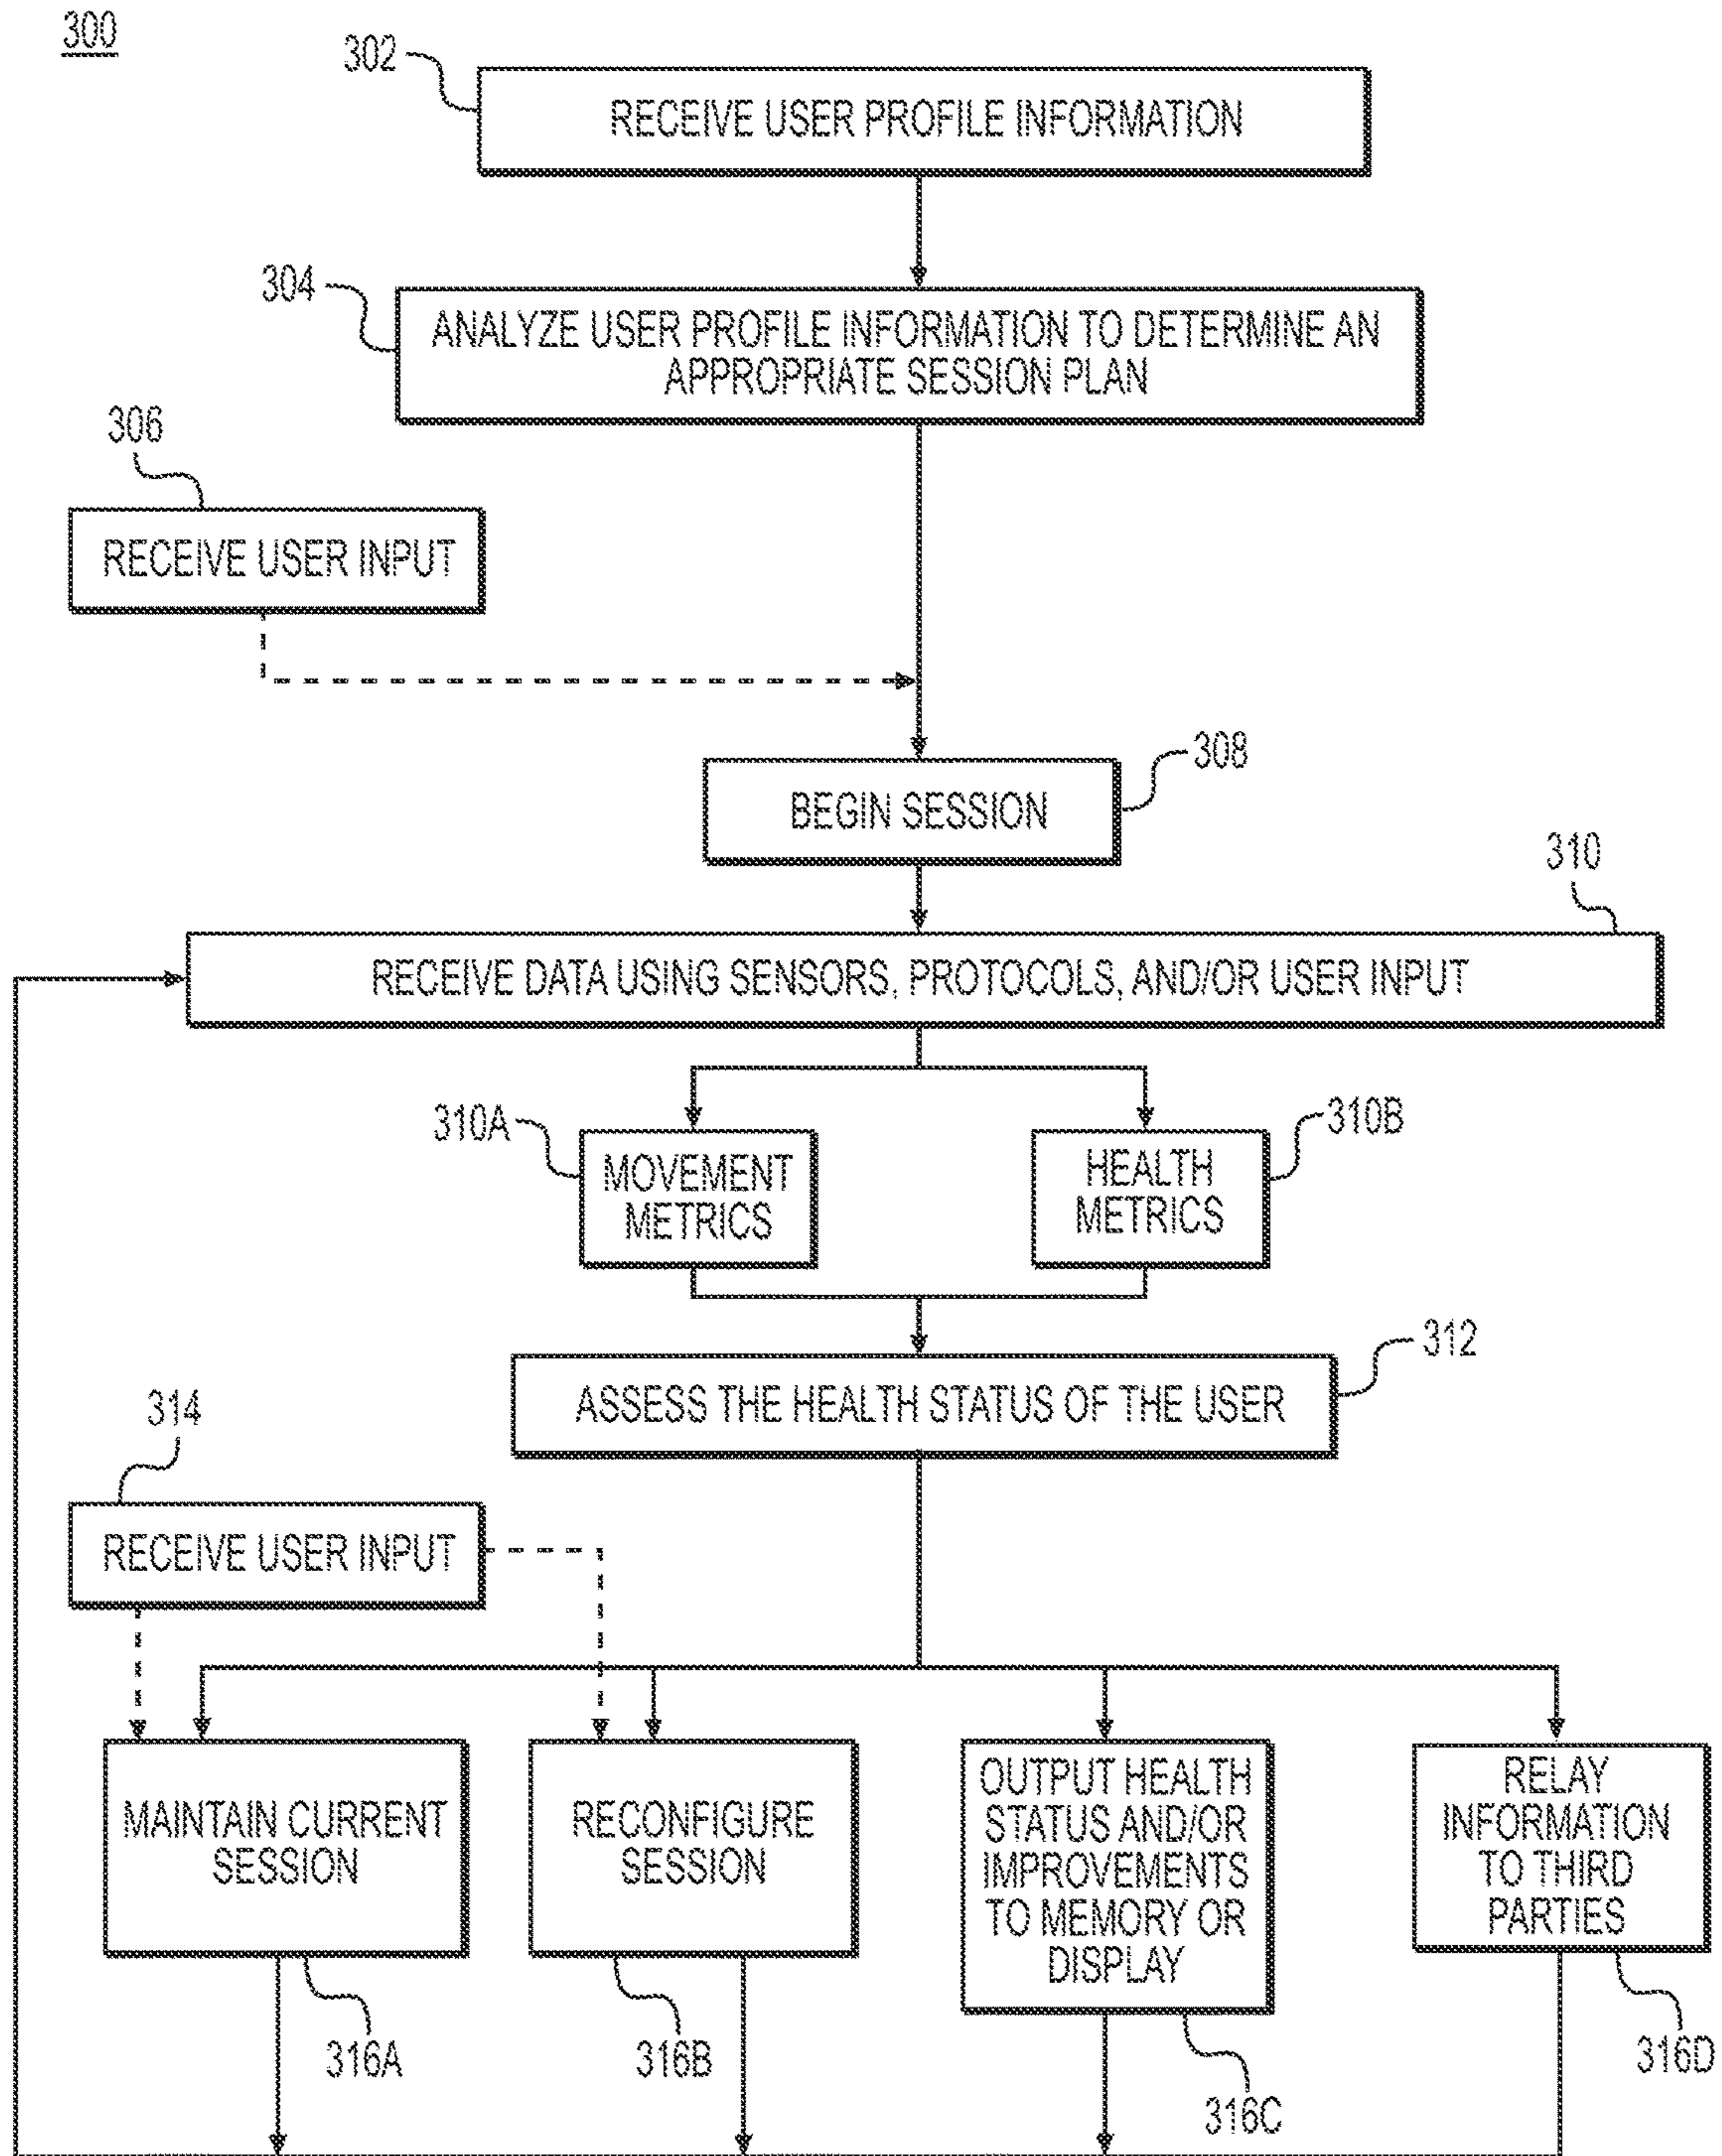 300
302
RECEIVE USER PROFILE INFORMATION
304
ANALYZE USER PROFILE INFORMATION TO DETERMINE AN
APPROPRIATE SESSION PLAN
306
RECEIVE USER INPUT
308
BEGIN SESSION
310
RECEIVE DATA USING SENSORS, PROTOCOLS, AND/OR USER INPUT
310A
MOVEMENT
METRICS
310B
HEALTH
METRICS
312
ASSESS THE HEALTH STATUS OF THE USER
314
RECEIVE USER INPUT
MAINTAIN CURRENT
SESSION
316A
RECONFIGURE
SESSION
316B
OUTPUT HEALTH
STATUS AND/OR
IMPROVEMENTS
TO MEMORY OR
DISPLAY
316C
RELAY
INFORMATION
TO THIRD
PARTIES
316D